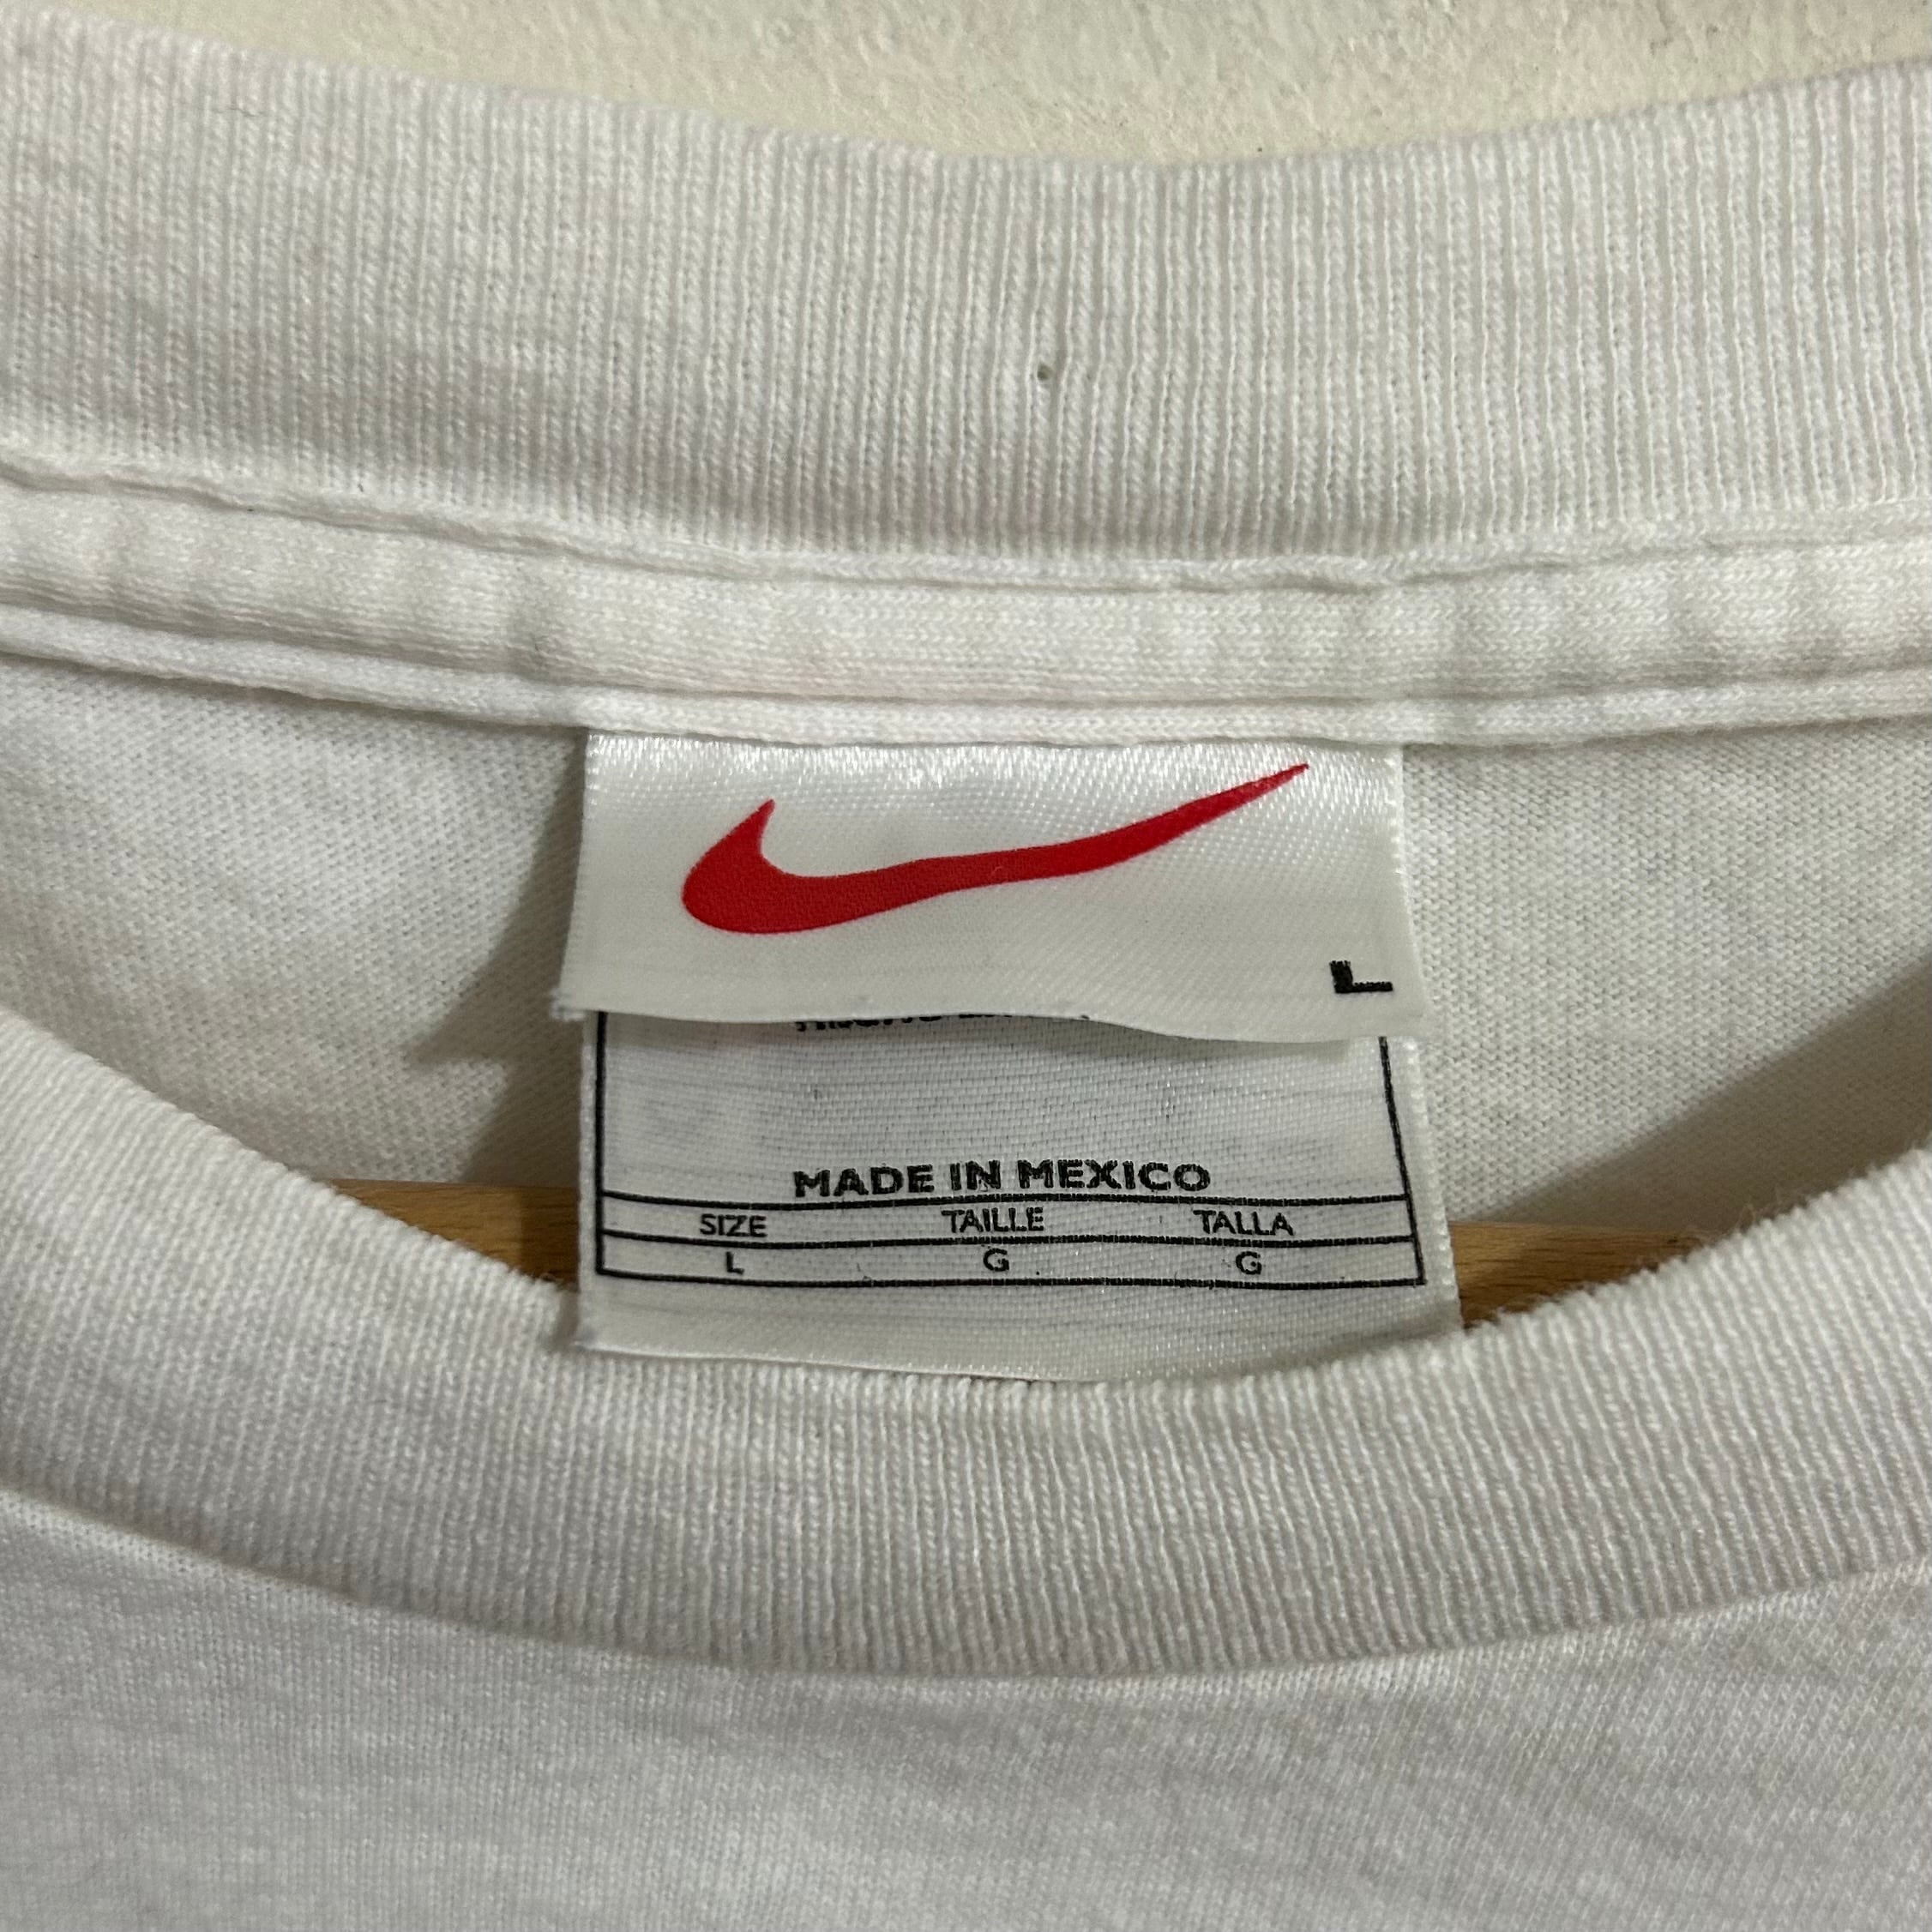 L
MADE IN MEXICO
SIZE TAILLE TALLA
L G G